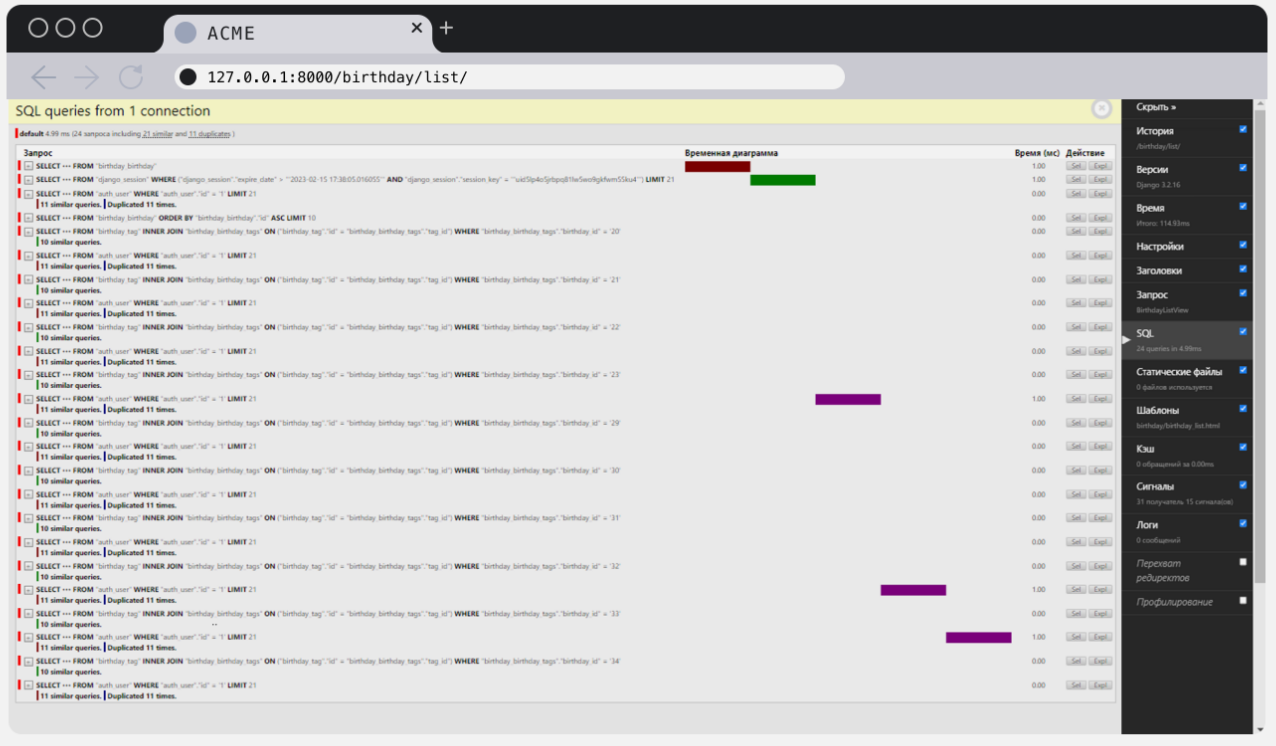 ACME
127.0.0.1:8000/birthday/list/
SQL queries from 1 connection
default 4.99 ms (24 запроса including 21 similar and 11 duplicates )
Запрос Временная диаграмма Время (мс) Действие
SELECT ••• FROM "birthday_birthday" 1.00 Sel Expl
SELECT ••• FROM "django_session" WHERE ("django_session"."expire_date" > '"2023-02-15 17:38:05.016055"' AND "django_session"."session_key" = LIMIT 21 1.00 Sel Expl
SELECT ••• FROM "auth_user" WHERE "auth_user"."id" = '1' LIMIT 21 0.00 Sel Expl
11 similar queries. Duplicated 11 times.
SELECT ••• FROM "birthday_birthday" ORDER BY "birthday_birthday"."id" ASC LIMIT 10 0.00 Sel Expl
SELECT ••• FROM "birthday_tag" INNER JOIN "birthday_birthday_tags" ON ("birthday_tag"."id" = "birthday_birthday_tags"."tag_id") WHERE "birthday_birthday_tags"."birthday_id" = '20' 0.00 Sel Expl
10 similar queries.
SELECT ••• FROM "auth_user" WHERE "auth_user"."id" = '1' LIMIT 21 0.00 Sel Expl
11 similar queries. Duplicated 11 times.
SELECT ••• FROM "birthday_tag" INNER JOIN "birthday_birthday_tags" ON ("birthday_tag"."id" = "birthday_birthday_tags"."tag_id") WHERE "birthday_birthday_tags"."birthday_id" = '21' 0.00 Sel Expl
10 similar queries.
SELECT ••• FROM "auth_user" WHERE "auth_user"."id" = '1' LIMIT 21 0.00 Sel Expl
11 similar queries. Duplicated 11 times.
SELECT ••• FROM "birthday_tag" INNER JOIN "birthday_birthday_tags" ON ("birthday_tag"."id" = "birthday_birthday_tags"."tag_id") WHERE "birthday_birthday_tags"."birthday_id" = '22' 0.00 Sel Expl
10 similar queries.
SELECT ••• FROM "auth_user" WHERE "auth_user"."id" = '1' LIMIT 21 0.00 Sel Expl
11 similar queries. Duplicated 11 times.
SELECT ••• FROM "birthday_tag" INNER JOIN "birthday_birthday_tags" ON ("birthday_tag"."id" = "birthday_birthday_tags"."tag_id") WHERE "birthday_birthday_tags"."birthday_id" = '23' 0.00 Sel Expl
10 similar queries.
SELECT ••• FROM "auth_user" WHERE "auth_user"."id" = '1' LIMIT 21 1.00 Sel Expl
11 similar queries. Duplicated 11 times.
SELECT ••• FROM "birthday_tag" INNER JOIN "birthday_birthday_tags" ON ("birthday_tag"."id" = "birthday_birthday_tags"."tag_id") WHERE "birthday_birthday_tags"."birthday_id" = '29' 0.00 Sel Expl
10 similar queries.
SELECT ••• FROM "auth_user" WHERE "auth_user"."id" = '1' LIMIT 21 0.00 Sel Expl
11 similar queries. Duplicated 11 times.
SELECT ••• FROM "birthday_tag" INNER JOIN "birthday_birthday_tags" ON ("birthday_tag"."id" = "birthday_birthday_tags"."tag_id") WHERE "birthday_birthday_tags"."birthday_id" = '30' 0.00 Sel Expl
10 similar queries.
SELECT ••• FROM "auth_user" WHERE "auth_user"."id" = '1' LIMIT 21 0.00 Sel Expl
11 similar queries. Duplicated 11 times.
SELECT ••• FROM "birthday_tag" INNER JOIN "birthday_birthday_tags" ON ("birthday_tag"."id" = "birthday_birthday_tags"."tag_id") WHERE "birthday_birthday_tags"."birthday_id" = '31' 0.00 Sel Expl
10 similar queries.
SELECT ••• FROM "auth_user" WHERE "auth_user"."id" = '1' LIMIT 21 0.00 Sel Expl
11 similar queries. Duplicated 11 times.
SELECT ••• FROM "birthday_tag" INNER JOIN "birthday_birthday_tags" ON ("birthday_tag"."id" = "birthday_birthday_tags"."tag_id") WHERE "birthday_birthday_tags"."birthday_id" = '32' 0.00 Sel Expl
10 similar queries.
SELECT ••• FROM "auth_user" WHERE "auth_user"."id" = '1' LIMIT 21 1.00 Sel Expl
11 similar queries. Duplicated 11 times.
SELECT ••• FROM "birthday_tag" INNER JOIN "birthday_birthday_tags" ON ("birthday_tag"."id" = "birthday_birthday_tags"."tag_id") WHERE "birthday_birthday_tags"."birthday_id" = '33' 0.00 Sel Expl
10 similar queries.
SELECT ••• FROM "auth_user" WHERE "auth_user"."id" = '1' LIMIT 21 1.00 Sel Expl
11 similar queries. Duplicated 11 times.
SELECT ••• FROM "birthday_tag" INNER JOIN "birthday_birthday_tags" ON ("birthday_tag"."id" = "birthday_birthday_tags"."tag_id") WHERE "birthday_birthday_tags"."birthday_id" = '34' 0.00 Sel Expl
10 similar queries.
SELECT ••• FROM "auth_user" WHERE "auth_user"."id" = '1' LIMIT 21 0.00 Sel Expl
11 similar queries. Duplicated 11 times.
Скрыть »
История
/birthday/list/
Версии
Django 3.2.16
Время
Итого: 114.93ms
Настройки
Заголовки
Запрос
BirthdayListView
SQL
24 queries in 4.99ms
Статические файлы
0 файлов используется
Шаблоны
birthday/birthday_list.html
Кэш
0 обращений за 0.00ms
Сигналы
31 получатель 15 сигнала(ов)
Логи
0 сообщений
Перехват
редиректов
Профилирование